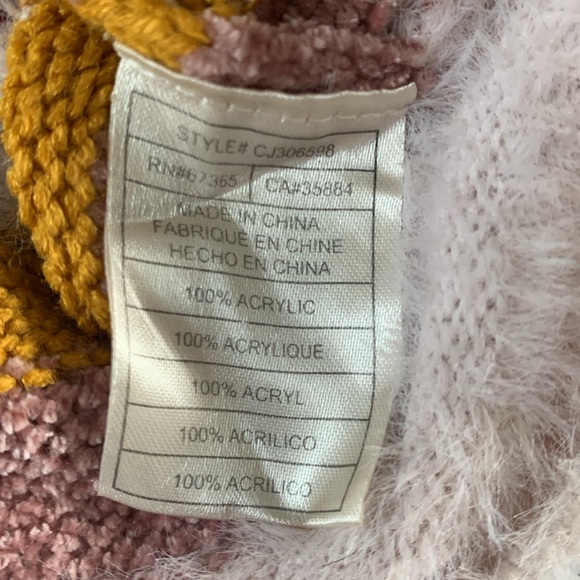 STYLE# CJ306598
RN#67365 CA#35884
MADE IN CHINA
FABRIQUE EN CHINE
HECHO EN CHINA
100% ACRYLIC
100% ACRYLIQUE
100% ACRYL
100% ACRILICO
100% ACRILICO